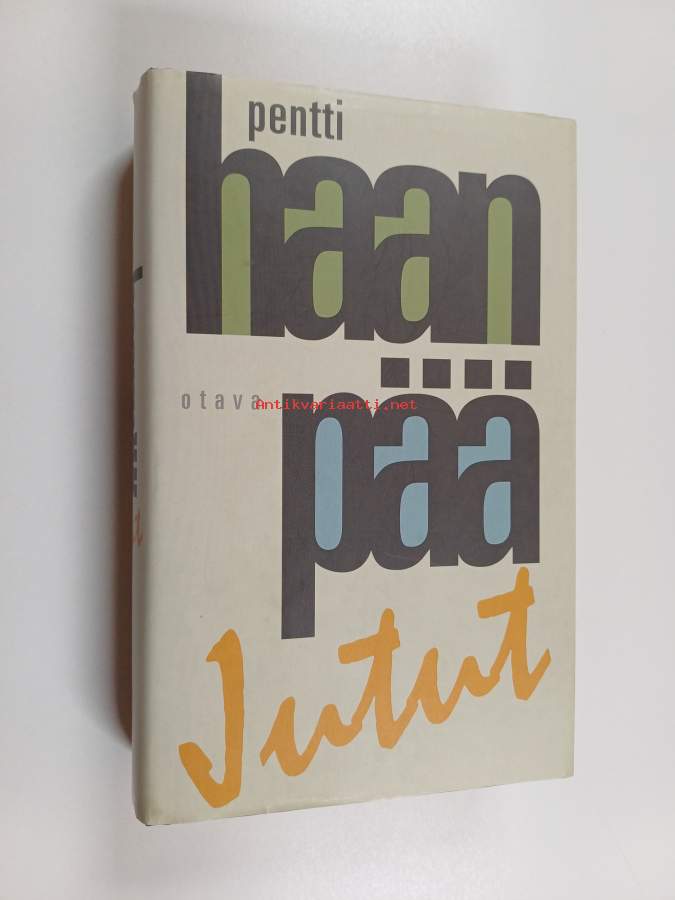 pentti
haan
otava
Antikvariaatti.net
pää
Jutut